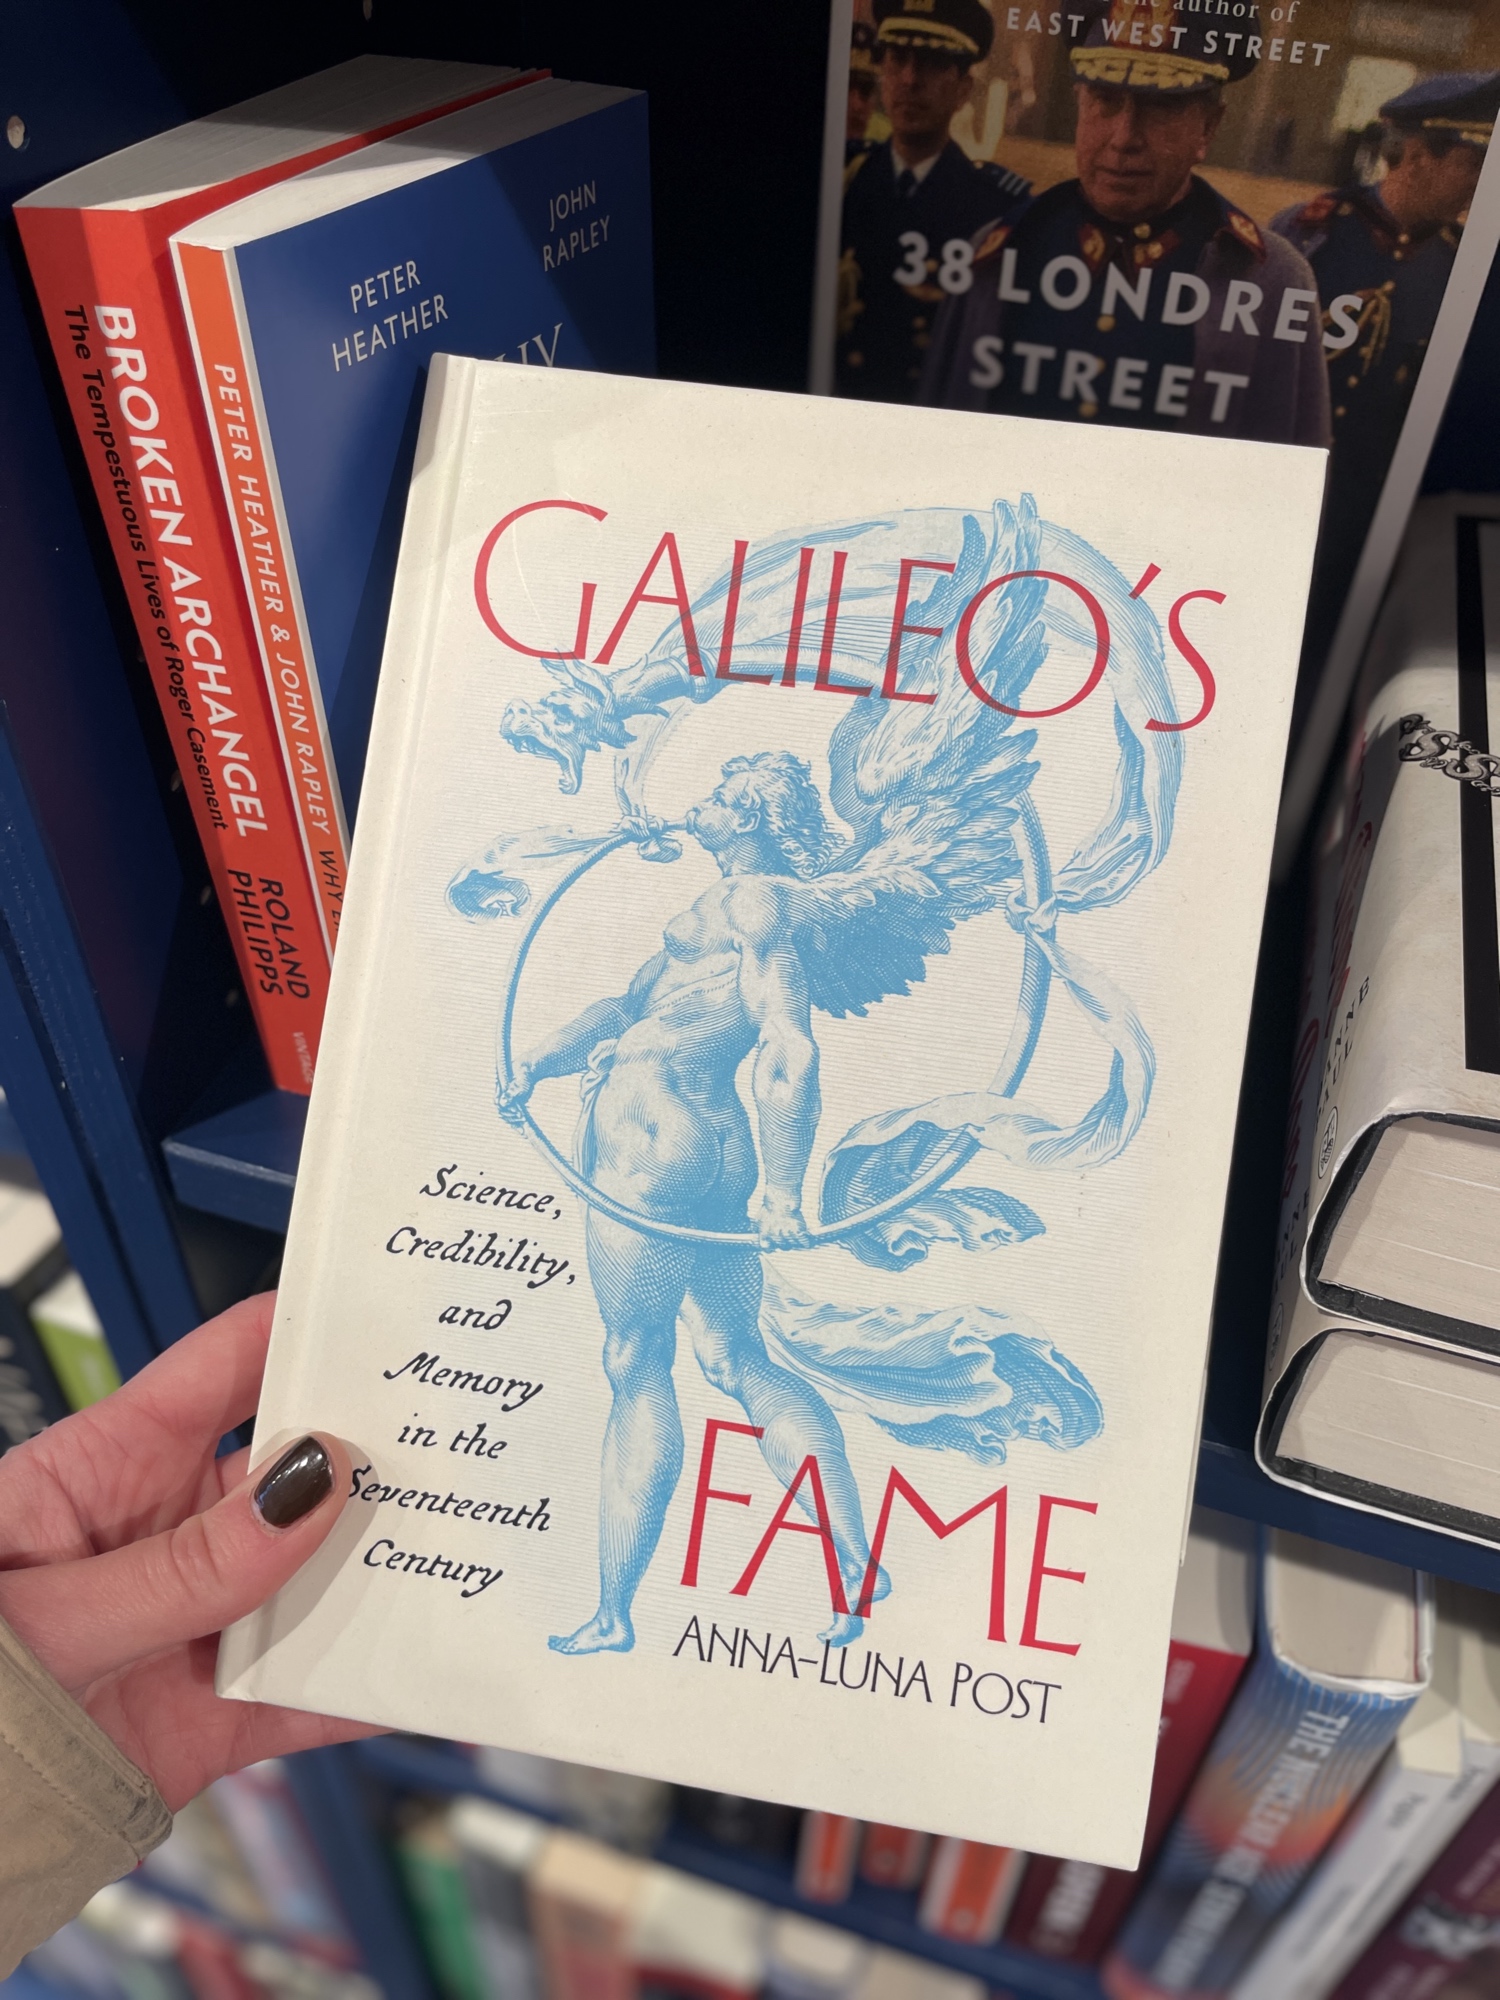 the author of
EAST WEST STREET
38 LONDRES
STREET
JOHN
RAPLEY
PETER
HEATHER
BROKEN ARCHANGEL
The Tempestuous Lives of Roger Casement
ROLAND
PHILIPPS
VINTAGE
PETER HEATHER & JOHN RAPLEY WHY
GALILEO'S
Science,
Credibility,
and
Memory
in the
Seventeenth
Century
FAME
ANNA-LUNA POST